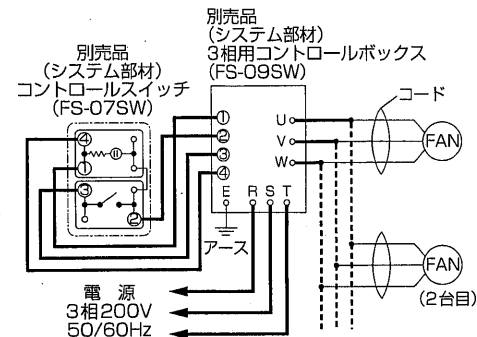 別売品
(システム部材)
コントロールスイッチ
(FS-07SW)
別売品
(システム部材)
3相用コントロールボックス
(FS-09SW)
コード
④
①
③
②
①
②
③
④
U
V
W
E
R
S
T
アース
FAN
FAN
(2台目)
電源
3相200V
50/60Hz